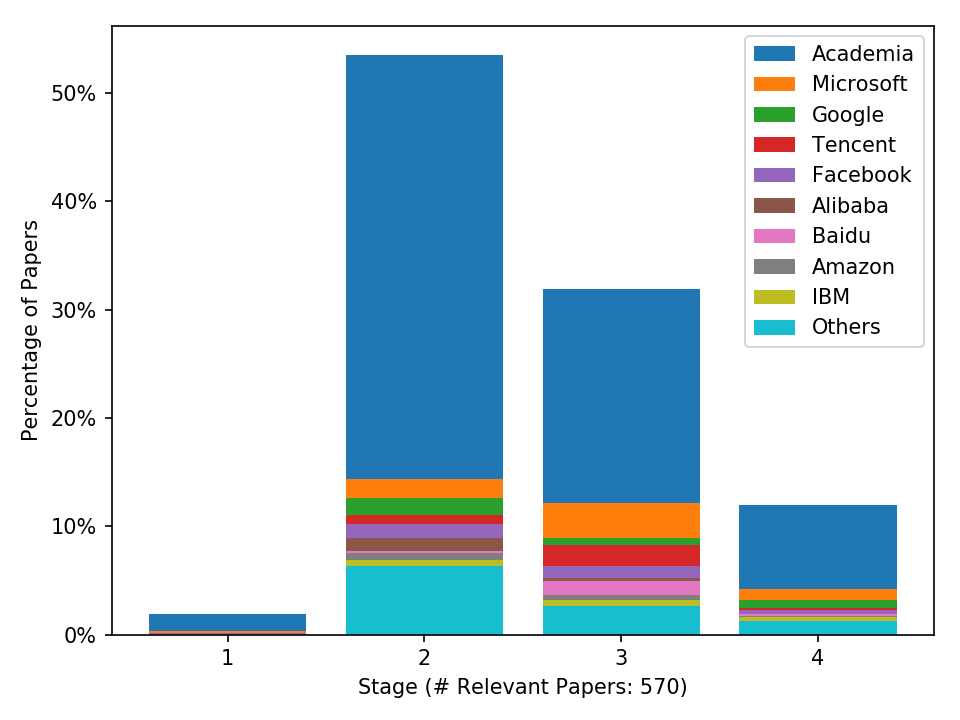 50%
40%
30%
20%
10%
0%
Percentage of Papers
1
2
3
4
Stage (# Relevant Papers: 570)
Academia
Microsoft
Google
Tencent
Facebook
Alibaba
Baidu
Amazon
IBM
Others